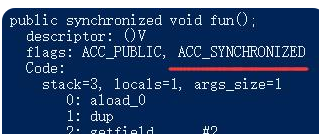 public synchronized void fun();
descriptor: ()V
flags: ACC_PUBLIC, ACC_SYNCHRONIZED
Code:
stack=3, locals=1, args_size=1
0: aload_0
1: dup
2: getfield #2